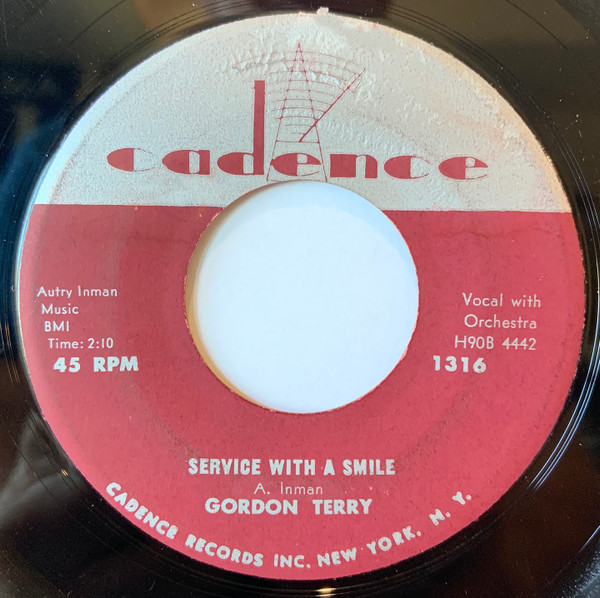 cadence
Autry Inman
Music
BMI
Time: 2:10
45 RPM
Vocal with
Orchestra
H90B 4442
1316
SERVICE WITH A SMILE
A. Inman
GORDON TERRY
CADENCE RECORDS INC. NEW YORK, N. Y.